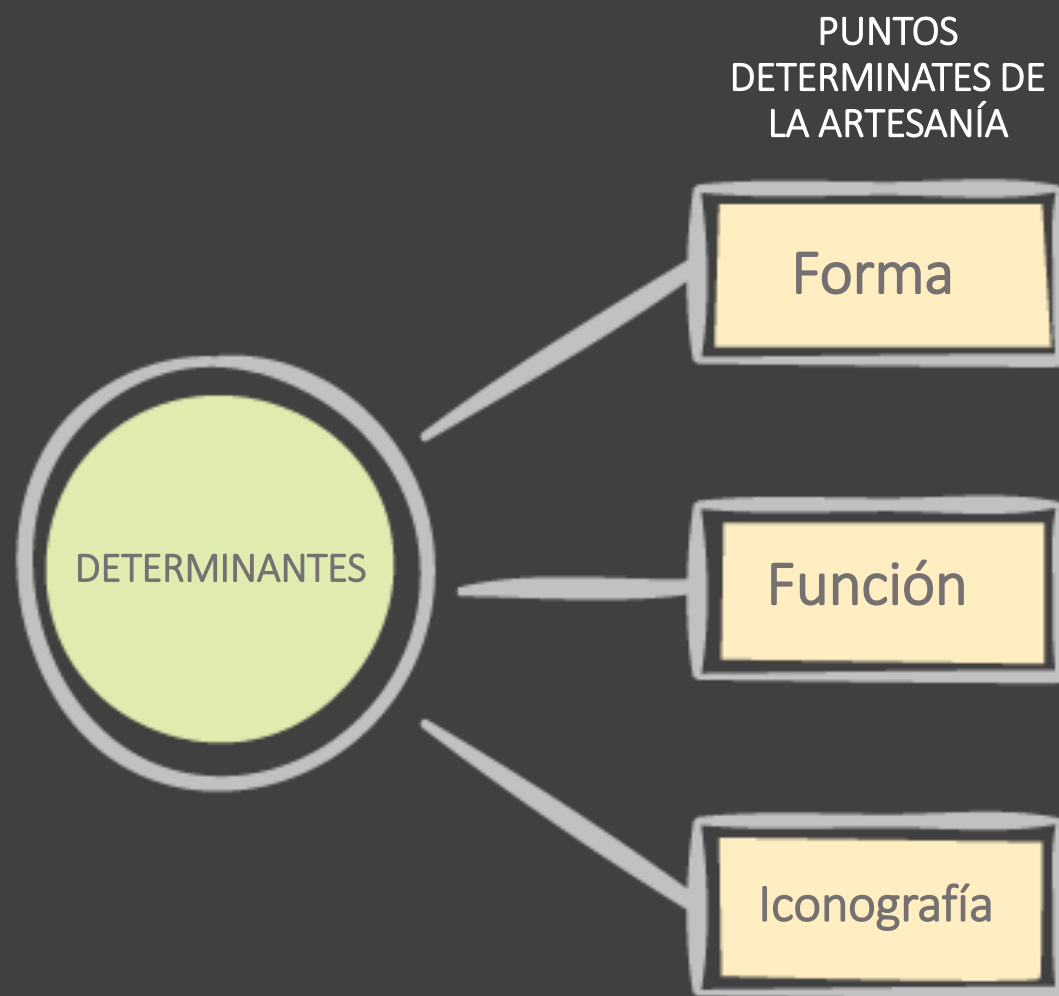 PUNTOS
DETERMINATES DE
LA ARTESANÍA
Forma
DETERMINANTES
Función
Iconografía